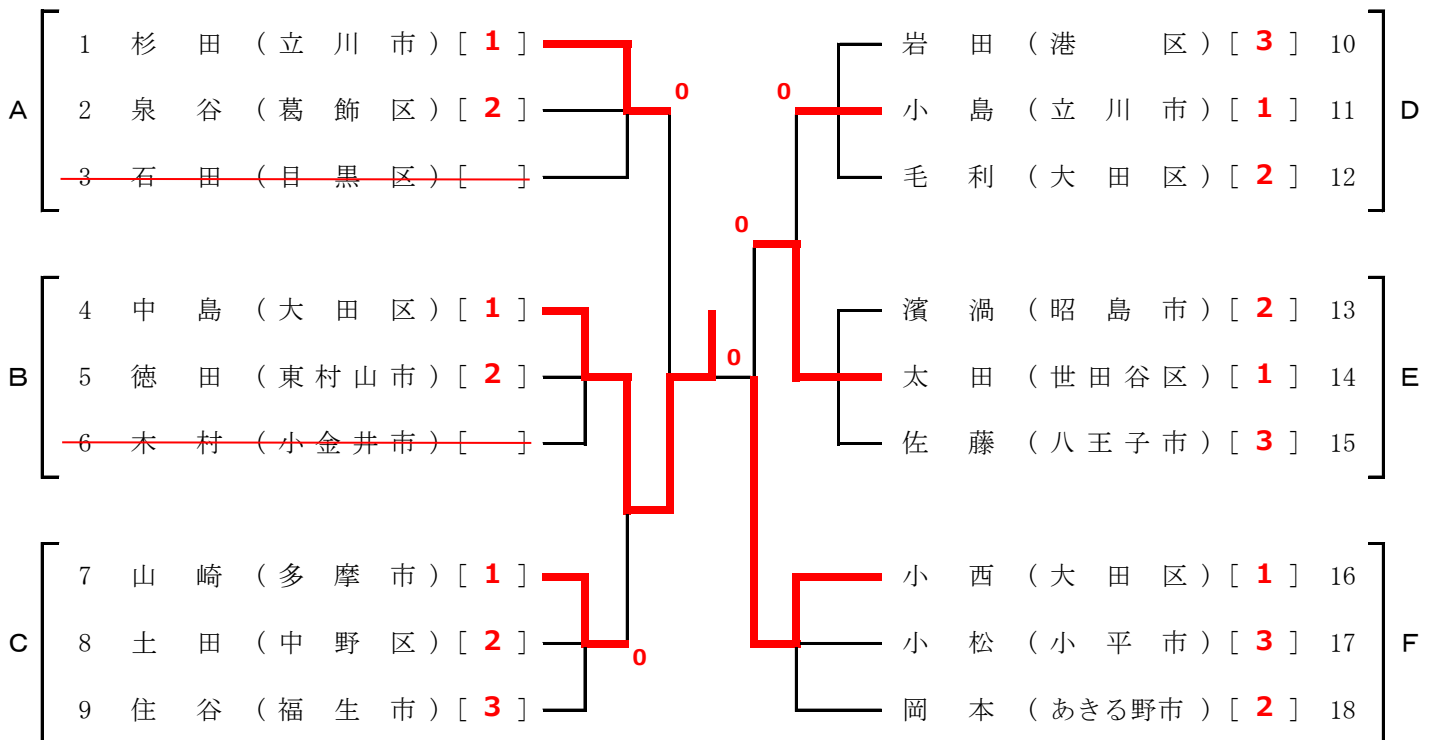 A
1 杉田(立川市)[1]
2 泉谷(葛飾区)[2]
3 石田(目黒区)[ ]
B
4 中島(大田区)[1]
5 徳田(東村山市)[2]
6 木村(小金井市)[ ]
C
7 山崎(多摩市)[1]
8 土田(中野区)[2]
9 住谷(福生市)[3]
0
0
0
0
0
D
岩田(港区)[3] 10
小島(立川市)[1] 11
毛利(大田区)[2] 12
E
濱渦(昭島市)[2] 13
太田(世田谷区)[1] 14
佐藤(八王子市)[3] 15
F
小西(大田区)[1] 16
小松(小平市)[3] 17
岡本(あきる野市)[2] 18